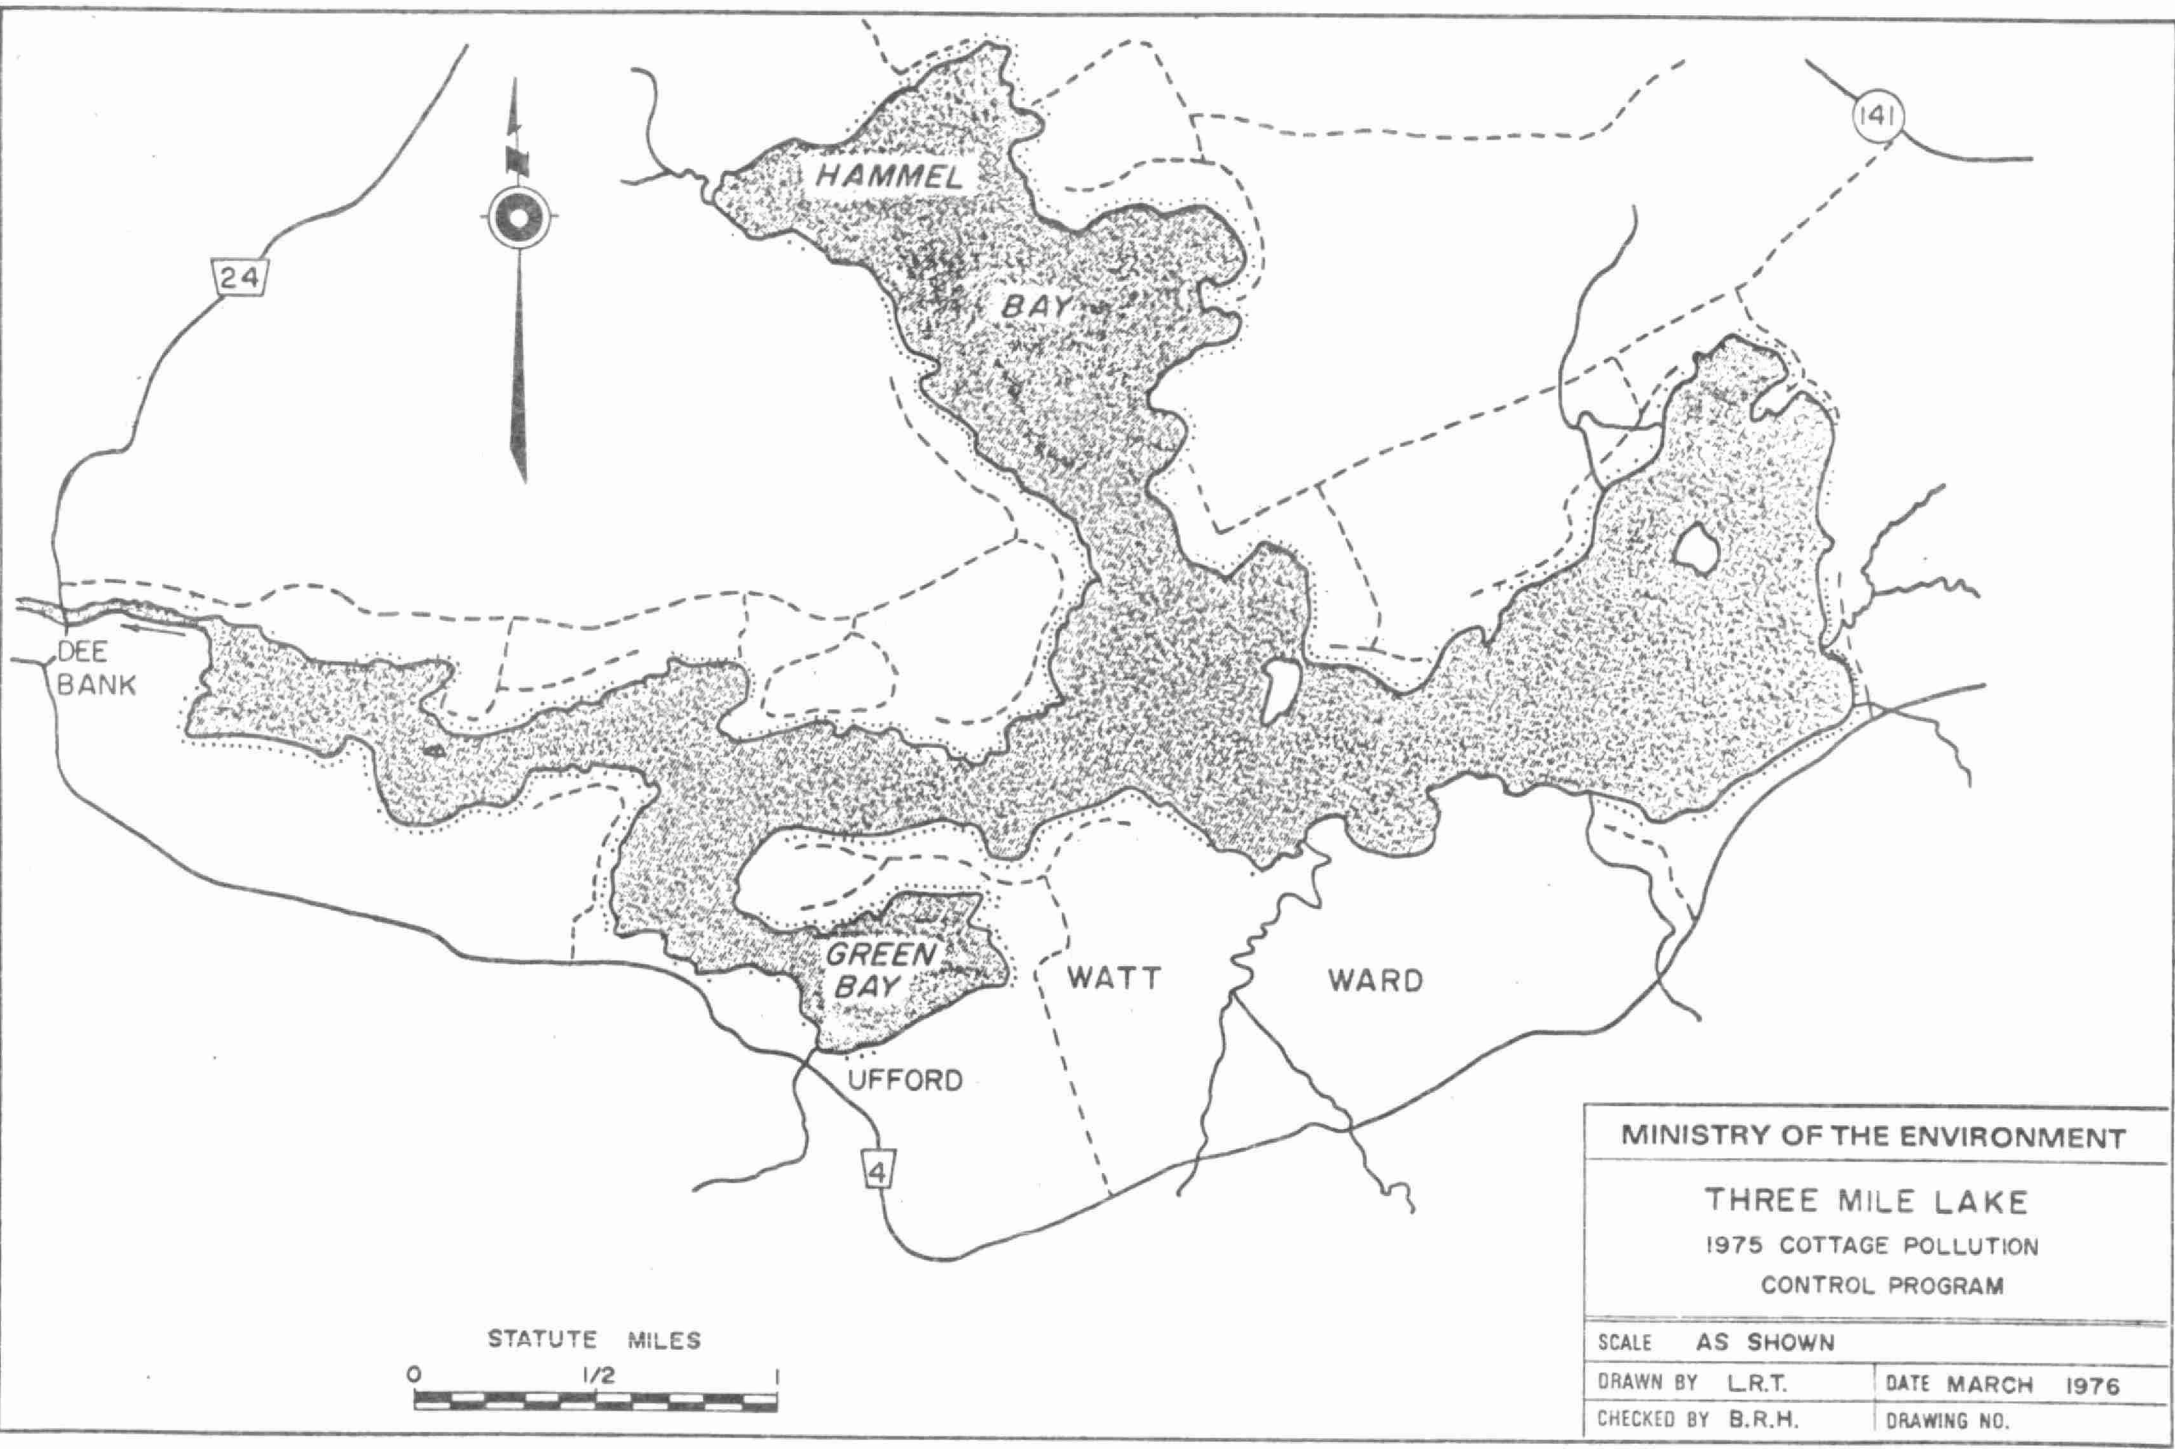 HAMMEL
141
24
N
BAY
DEE
BANK
GREEN
BAY
WATT
WARD
UFFORD
4
STATUTE MILES
0 1/2 1
MINISTRY OF THE ENVIRONMENT
THREE MILE LAKE
1975 COTTAGE POLLUTION
CONTROL PROGRAM
SCALE AS SHOWN
DRAWN BY L.R.T. DATE MARCH 1976
CHECKED BY B.R.H. DRAWING NO.